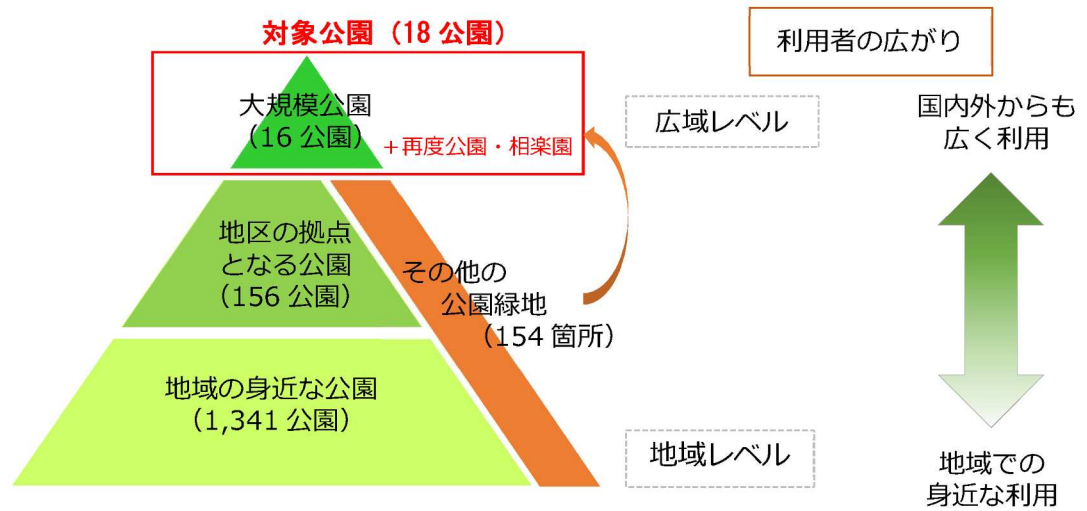 対象公園（18 公園）
大規模公園
（16 公園）
＋再度公園・相楽園
地区の拠点
となる公園
（156 公園）
その他の
公園緑地
（154 箇所）
地域の身近な公園
（1,341 公園）
広域レベル
地域レベル
利用者の広がり
国内外からも
広く利用
地域での
身近な利用